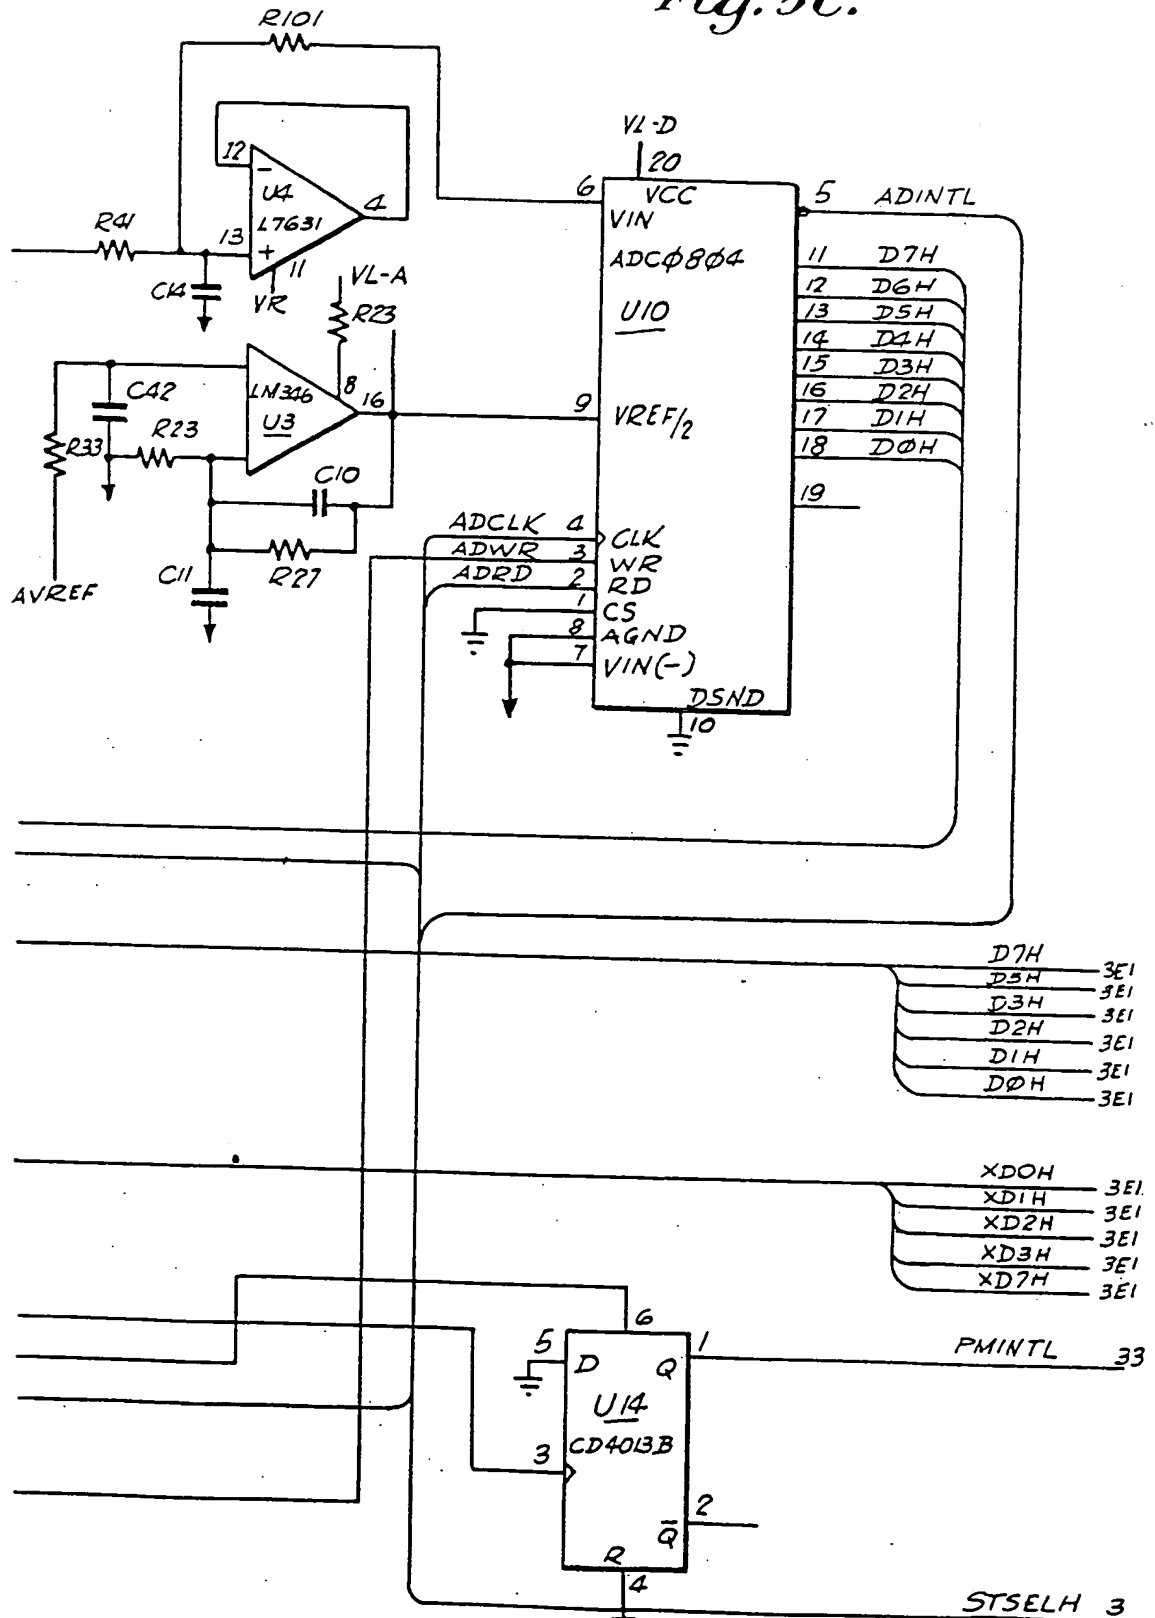 Fig. 3C.
R101
VL-D
12
-
20
U4
4
6
VCC
5
ADINTL
L7631
VIN
R41
13
+
11
ADCØ8Ø4
11
D7H
C14
VR
VL-A
12
D6H
R23
U10
13
D5H
14
D4H
C42
LM346
8
15
D3H
16
9
VREF/2
16
D2H
R33
R23
U3
17
D1H
18
DØH
C10
19
ADCLK
4
CLK
C11
R27
ADWR
3
WR
AVREF
ADRD
2
RD
1
CS
8
AGND
7
VIN(-)
DSND
10
D7H
3E1
D5H
3E1
D3H
3E1
D2H
3E1
D1H
3E1
DØH
3E1
XD0H
3E1
XD1H
3E1
XD2H
3E1
XD3H
3E1
XD7H
3E1
6
5
D
Q
1
PMINTL
33
U14
3
CD4013B
2
Q̅
R
4
STSELH 3